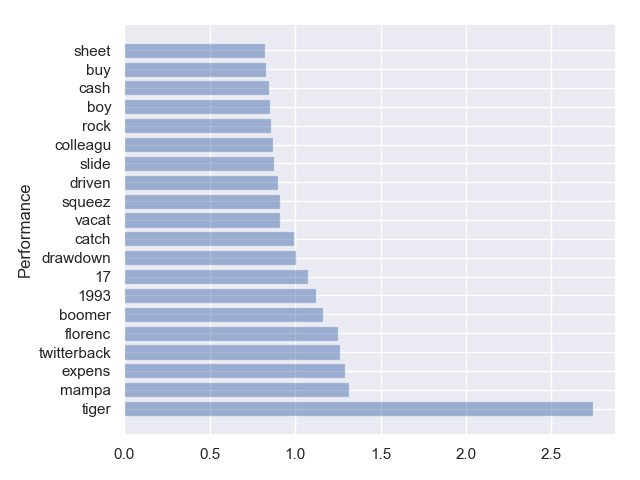 sheet
buy
cash
boy
rock
colleagu
slide
driven
squeez
vacat
catch
drawdown
17
1993
boomer
florenc
twitterback
expens
mampa
tiger
Performance
0.0 0.5 1.0 1.5 2.0 2.5